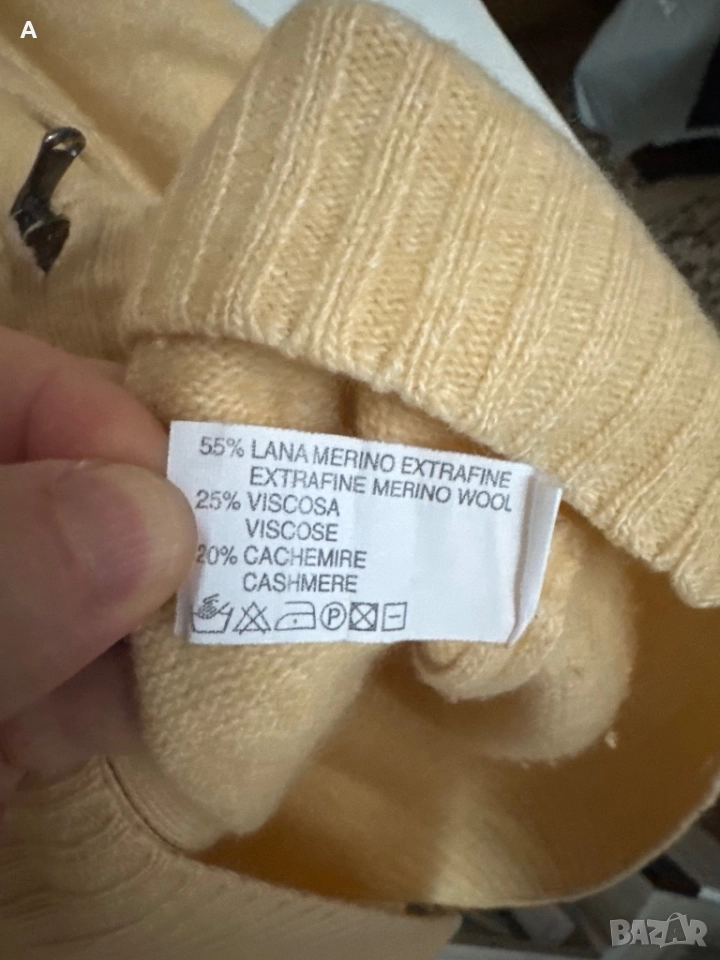 A
55% LANA MERINO EXTRAFINE
EXTRAFINE MERINO WOOL
25% VISCOSA
VISCOSE
20% CACHEMIRE
CASHMERE
P
BAZAR